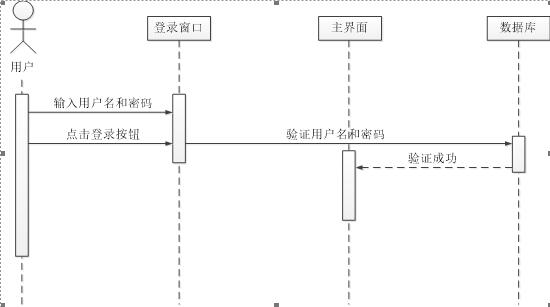 登录窗口
主界面
数据库
用户
输入用户名和密码
点击登录按钮
验证用户名和密码
验证成功